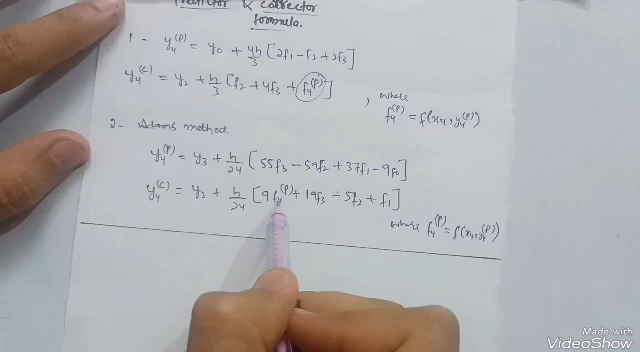 Predictor & Corrector
formula.
1- y₄⁽ᵖ⁾ = y₀ + 4h/3 [2f₁ - f₂ + 2f₃]
y₄⁽ᶜ⁾ = y₂ + h/3 [f₂ + 4f₃ + f₄⁽ᵖ⁾], where
f₄⁽ᵖ⁾ = f(x₄, y₄⁽ᵖ⁾)
2- Adams method.
y₄⁽ᵖ⁾ = y₃ + h/24 [55f₃ - 59f₂ + 37f₁ - 9f₀]
y₄⁽ᶜ⁾ = y₃ + h/24 [9f₄⁽ᵖ⁾ + 19f₃ - 5f₂ + f₁]
where f₄⁽ᵖ⁾ = f(x₄, y₄⁽ᵖ⁾)
Made with
VideoShow